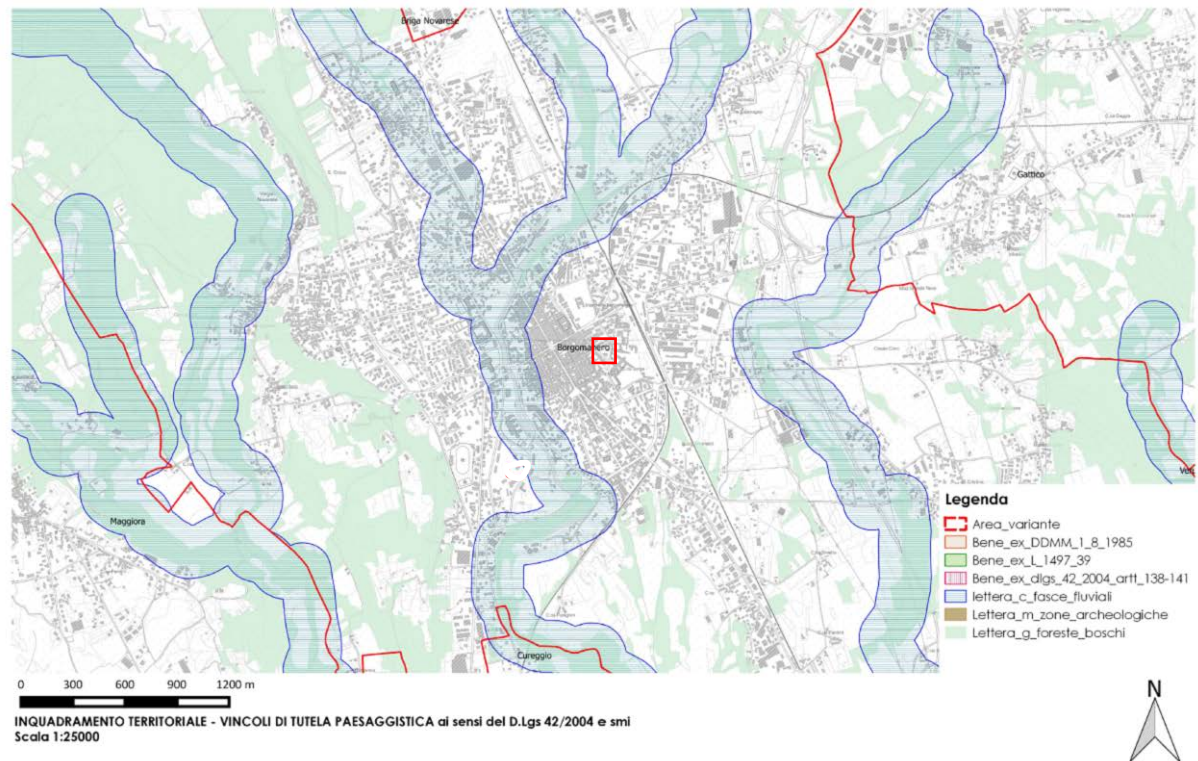 Briga Novarese
Gattico
Borgomanero
Maggiora
Cureggio
Legenda
Area_variante
Bene_ex_DDMM_1_8_1985
Bene_ex_L_1497_39
Bene_ex_dlgs_42_2004_artt_138-141
lettera_c_fasce_fluviali
Lettera_m_zone_archeologiche
Lettera_g_foreste_boschi
0 300 600 900 1200 m
N
INQUADRAMENTO TERRITORIALE - VINCOLI DI TUTELA PAESAGGISTICA ai sensi del D.Lgs 42/2004 e smi
Scala 1:25000